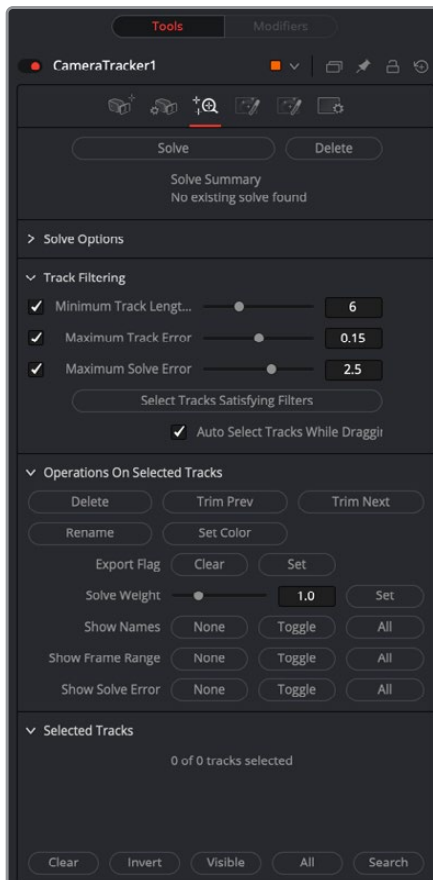 Tools Modifiers
CameraTracker1
Solve Delete
Solve Summary
No existing solve found
Solve Options
Track Filtering
Minimum Track Lengt... 6
Maximum Track Error 0.15
Maximum Solve Error 2.5
Select Tracks Satisfying Filters
Auto Select Tracks While Draggin
Operations On Selected Tracks
Delete Trim Prev Trim Next
Rename Set Color
Export Flag Clear Set
Solve Weight 1.0 Set
Show Names None Toggle All
Show Frame Range None Toggle All
Show Solve Error None Toggle All
Selected Tracks
0 of 0 tracks selected
Clear Invert Visible All Search